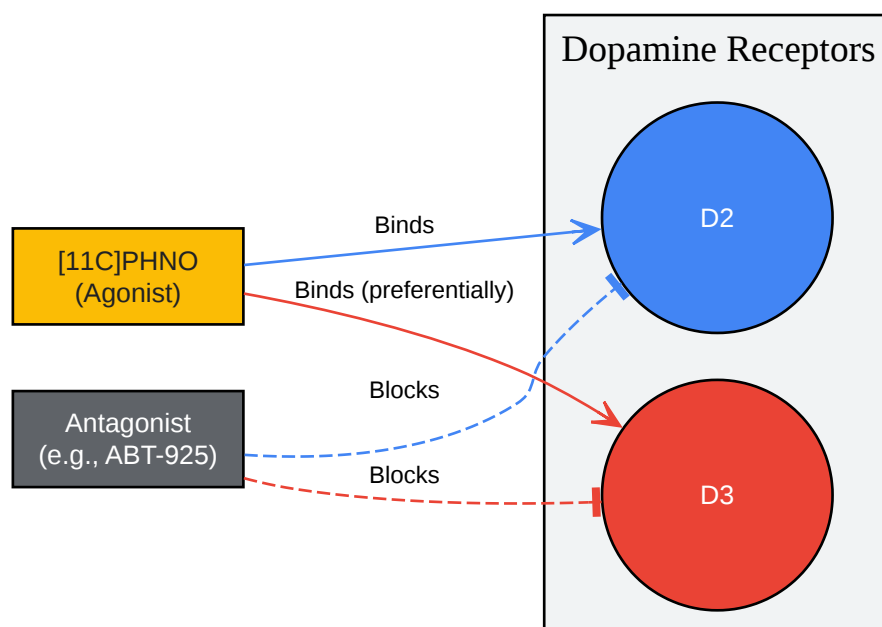 Dopamine Receptors
D2
Binds
[11C]PHNO
(Agonist)
Binds (preferentially)
Blocks
Antagonist
(e.g., ABT-925)
Blocks
D3